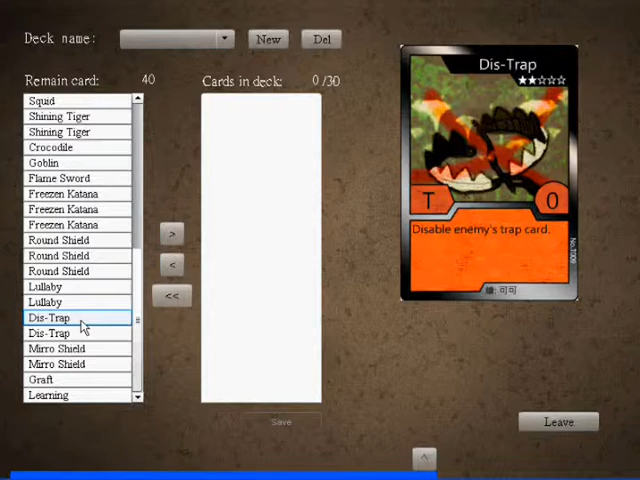 Deck name:
New
Del
Remain card: 40
Cards in deck: 0 /30
Squid
Shining Tiger
Shining Tiger
Crocodile
Goblin
Flame Sword
Freezen Katana
Freezen Katana
Freezen Katana
Round Shield
Round Shield
Round Shield
Lullaby
Lullaby
Dis-Trap
Dis-Trap
Mirro Shield
Mirro Shield
Graft
Learning
>
<
<<
Save
Dis-Trap
★★☆☆☆
T
0
Disable enemy's trap card.
可可
Leave
^